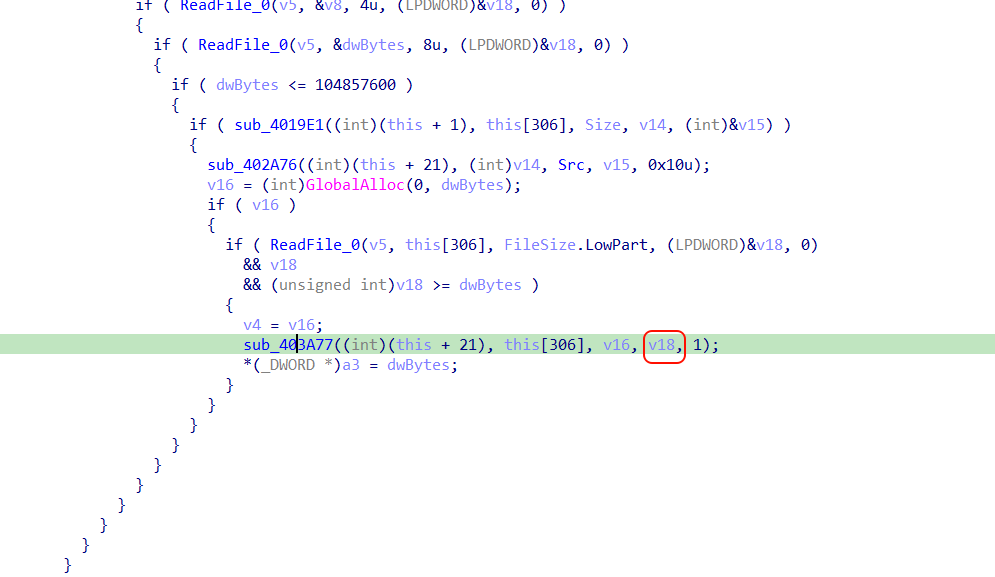 if ( ReadFile_0(v5, &v8, 4u, (LPDWORD)&v18, 0) )
{
if ( ReadFile_0(v5, &dwBytes, 8u, (LPDWORD)&v18, 0) )
{
if ( dwBytes <= 104857600 )
{
if ( sub_4019E1((int)(this + 1), this[306], Size, v14, (int)&v15) )
{
sub_402A76((int)(this + 21), (int)v14, Src, v15, 0x10u);
v16 = (int)GlobalAlloc(0, dwBytes);
if ( v16 )
{
if ( ReadFile_0(v5, this[306], FileSize.LowPart, (LPDWORD)&v18, 0)
&& v18
&& (unsigned int)v18 >= dwBytes )
{
v4 = v16;
sub_403A77((int)(this + 21), this[306], v16, v18, 1);
*(_DWORD *)a3 = dwBytes;
}
}
}
}
}
}
}
}
}
}